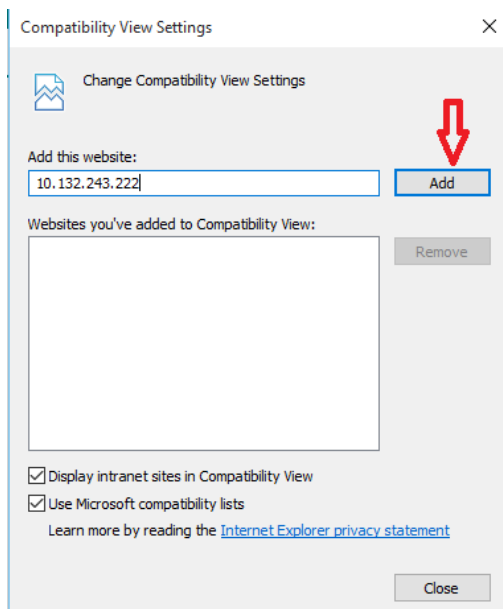 Compatibility View Settings
Change Compatibility View Settings
Add this website:
10.132.243.222
Add
Websites you've added to Compatibility View:
Remove
Display intranet sites in Compatibility View
Use Microsoft compatibility lists
Learn more by reading the Internet Explorer privacy statement
Close